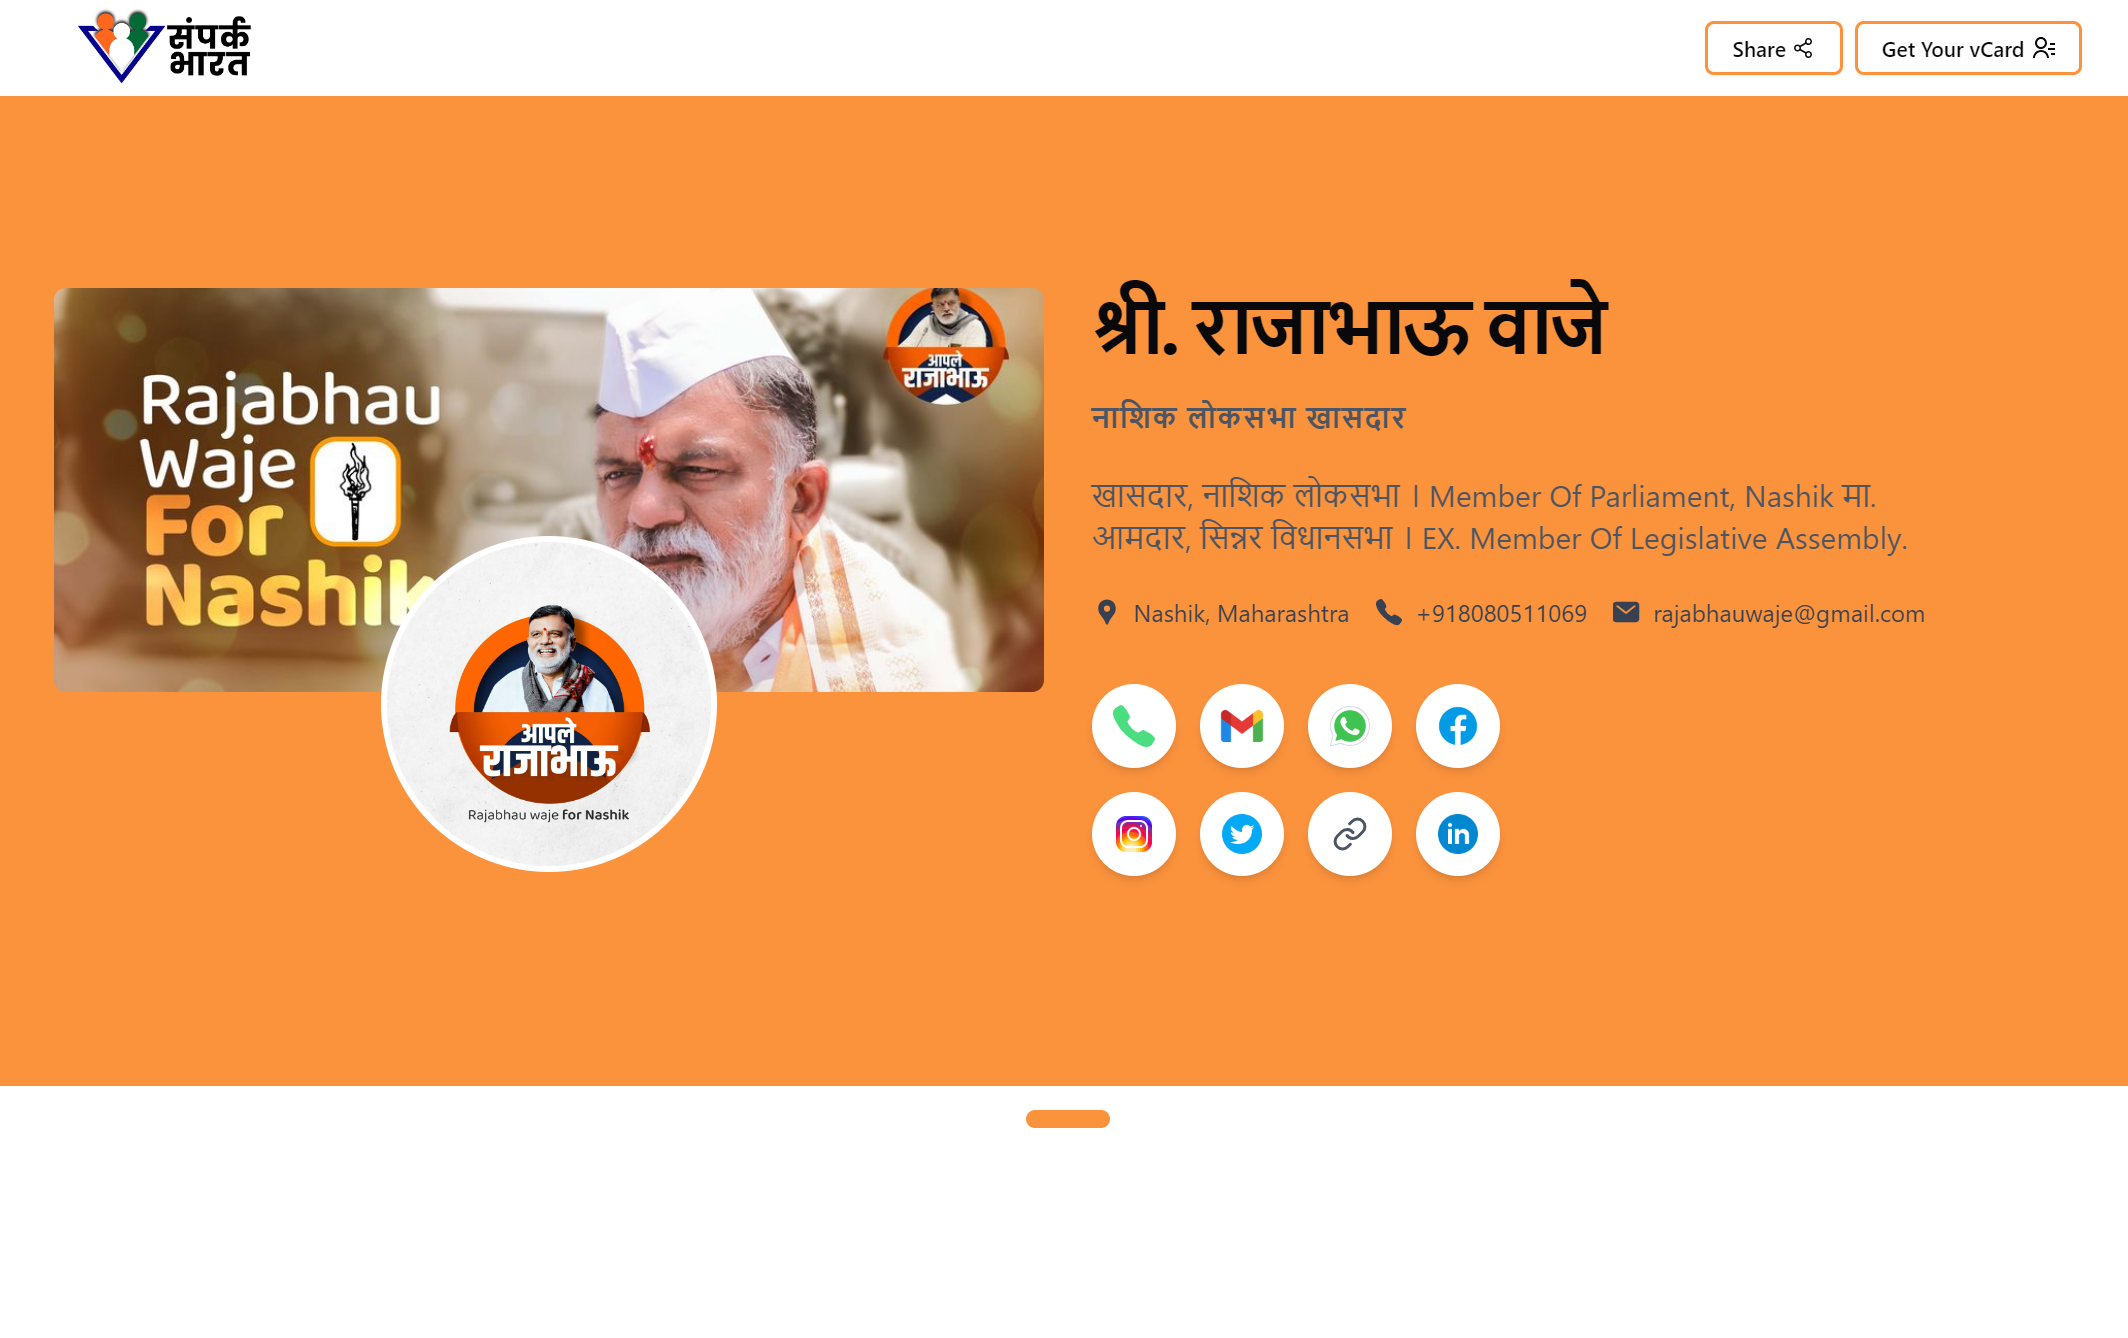 संपर्क
भारत
Share
Get Your vCard
Rajabhau
Waje
For
Nashik
आपले
राजाभाऊ
आपले
राजाभाऊ
Rajabhau waje for Nashik
श्री. राजाभाऊ वाजे
नाशिक लोकसभा खासदार
खासदार, नाशिक लोकसभा । Member Of Parliament, Nashik मा.
आमदार, सिन्नर विधानसभा । EX. Member Of Legislative Assembly.
Nashik, Maharashtra
+918080511069
rajabhauwaje@gmail.com